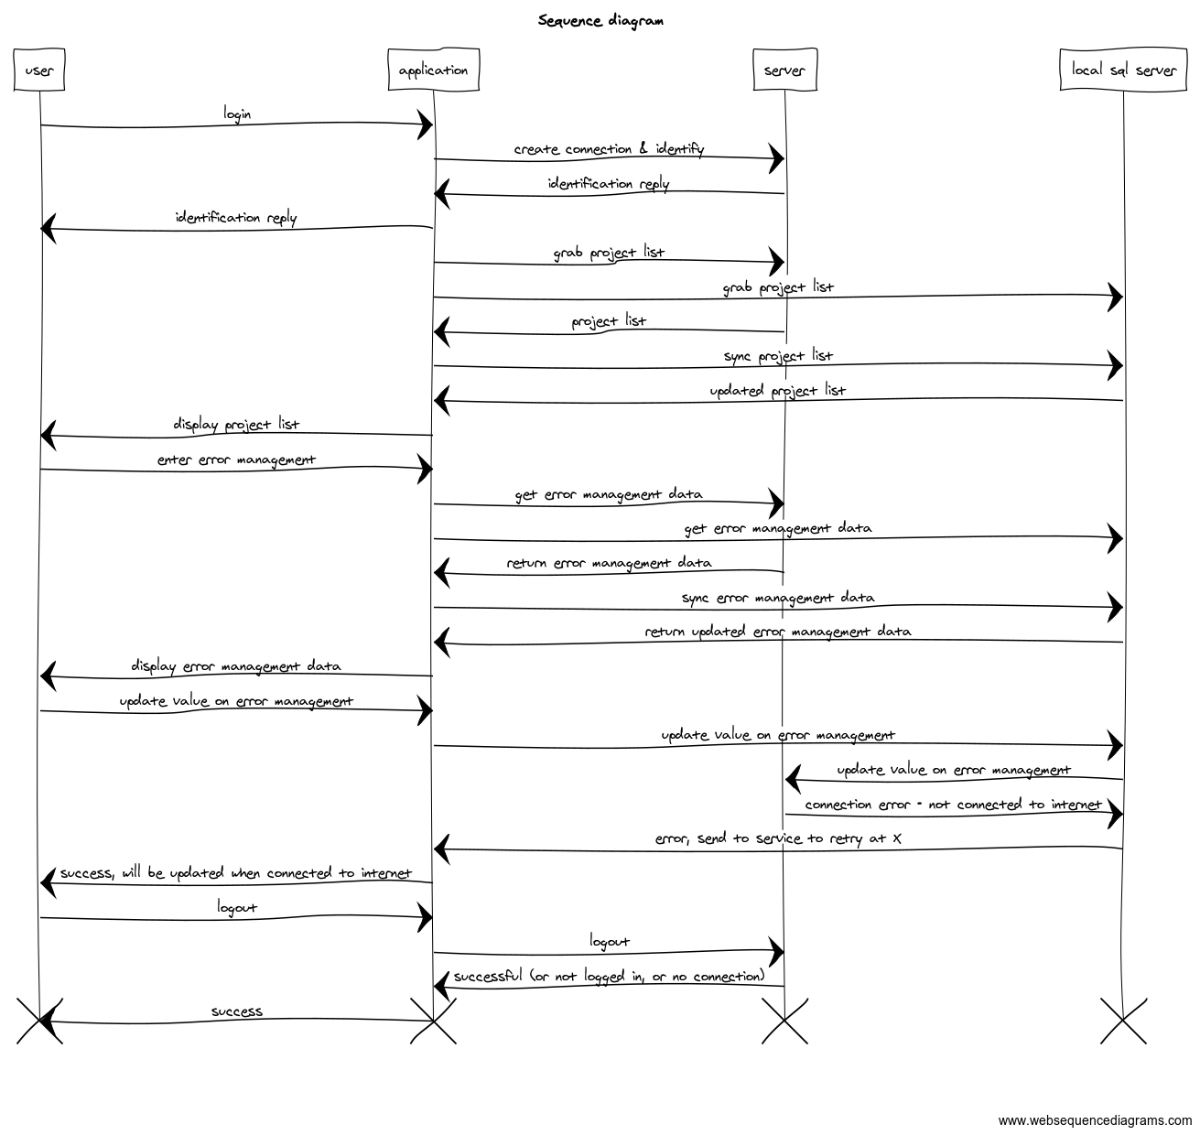 Sequence diagram
user
application
server
local sql server
login
create connection & identify
identification reply
identification reply
grab project list
grab project list
project list
sync project list
updated project list
display project list
enter error management
get error management data
get error management data
return error management data
sync error management data
return updated error management data
display error management data
update value on error management
update value on error management
update value on error management
connection error - not connected to internet
error, send to service to retry at X
success, will be updated when connected to internet
logout
logout
successful (or not logged in, or no connection)
success
www.websequencediagrams.com